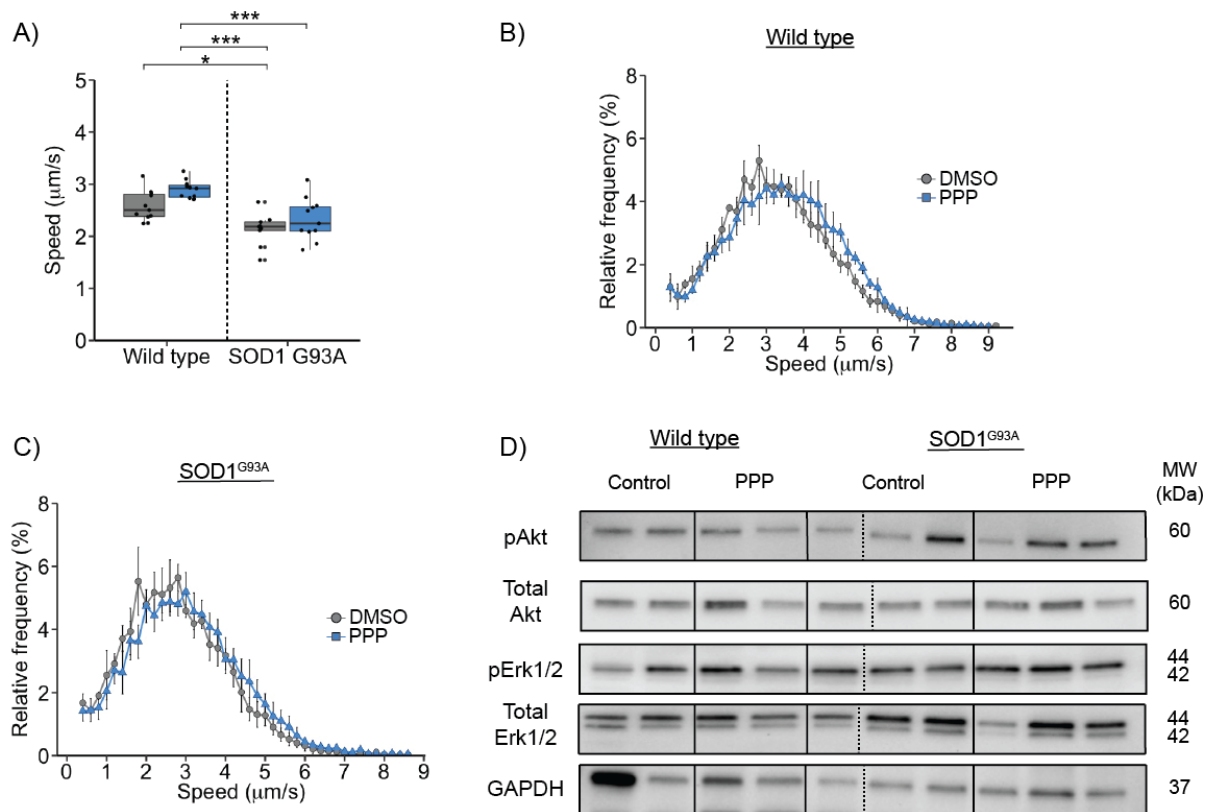 A)
***
***
*
Speed (μm/s)
5
4
3
2
1
0
Wild type SOD1 G93A
B)
Wild type
Relative frequency (%)
8
6
4
2
0
DMSO
PPP
0 1 2 3 4 5 6 7 8 9
Speed (μm/s)
C)
SOD1G93A
Relative frequency (%)
8
6
4
2
0
DMSO
PPP
0 1 2 3 4 5 6 7 8 9
Speed (μm/s)
D)
Wild type SOD1G93A
Control PPP Control PPP
MW
(kDa)
pAkt 60
Total
Akt
60
pErk1/2
44
42
Total
Erk1/2
44
42
GAPDH 37